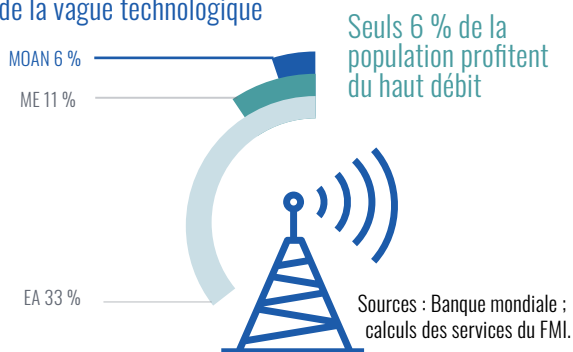 de la vague technologique
Seuls 6 % de la
population profitent
du haut débit
MOAN 6 %
ME 11 %
EA 33 %
Sources : Banque mondiale ;
calculs des services du FMI.